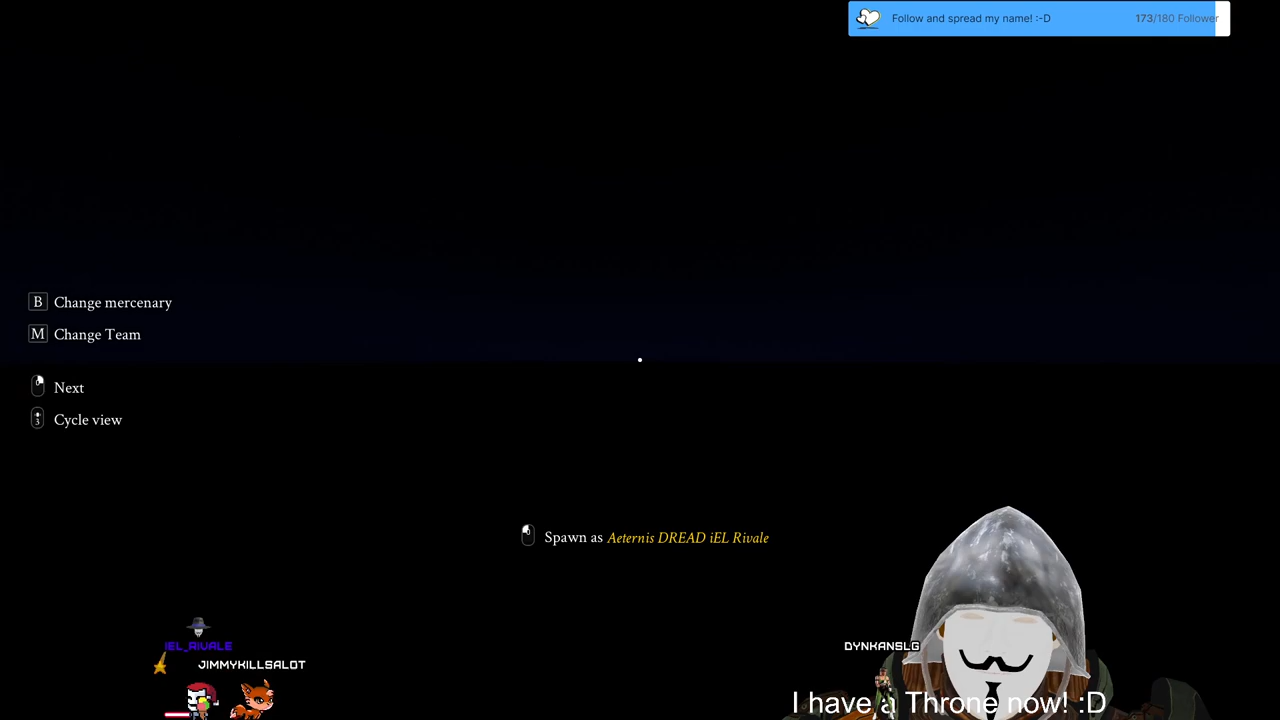 Follow and spread my name! :-D 173/180 Follower
B Change mercenary
M Change Team
Next
3 Cycle view
Spawn as Aeternis DREAD iEL Rivale
IEL_RIVALE
JIMMYKILLSALOT
DYNKANSLG
I have a Throne now! :D